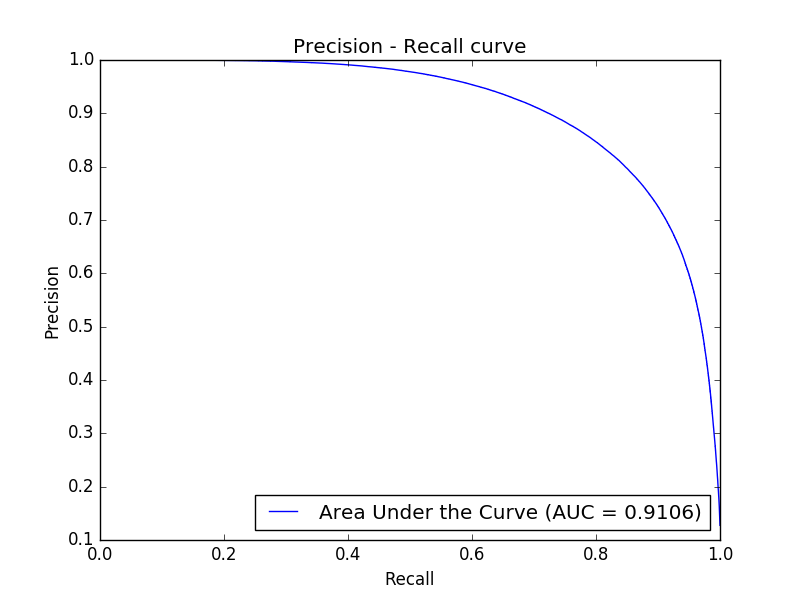 Precision - Recall curve
1.0
0.9
0.8
0.7
0.6
0.5
0.4
0.3
0.2
0.1
Precision
Area Under the Curve (AUC = 0.9106)
0.0 0.2 0.4 0.6 0.8 1.0
Recall